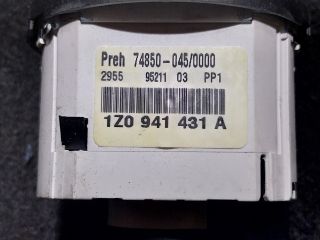 Preh 74850-045/0000
2955 95211 03 PP1
1Z0 941 431 A